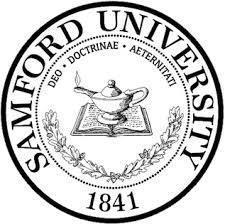 SAMFORD UNIVERSITY
DEO • DOCTRINAE • AETERNITATI
1841